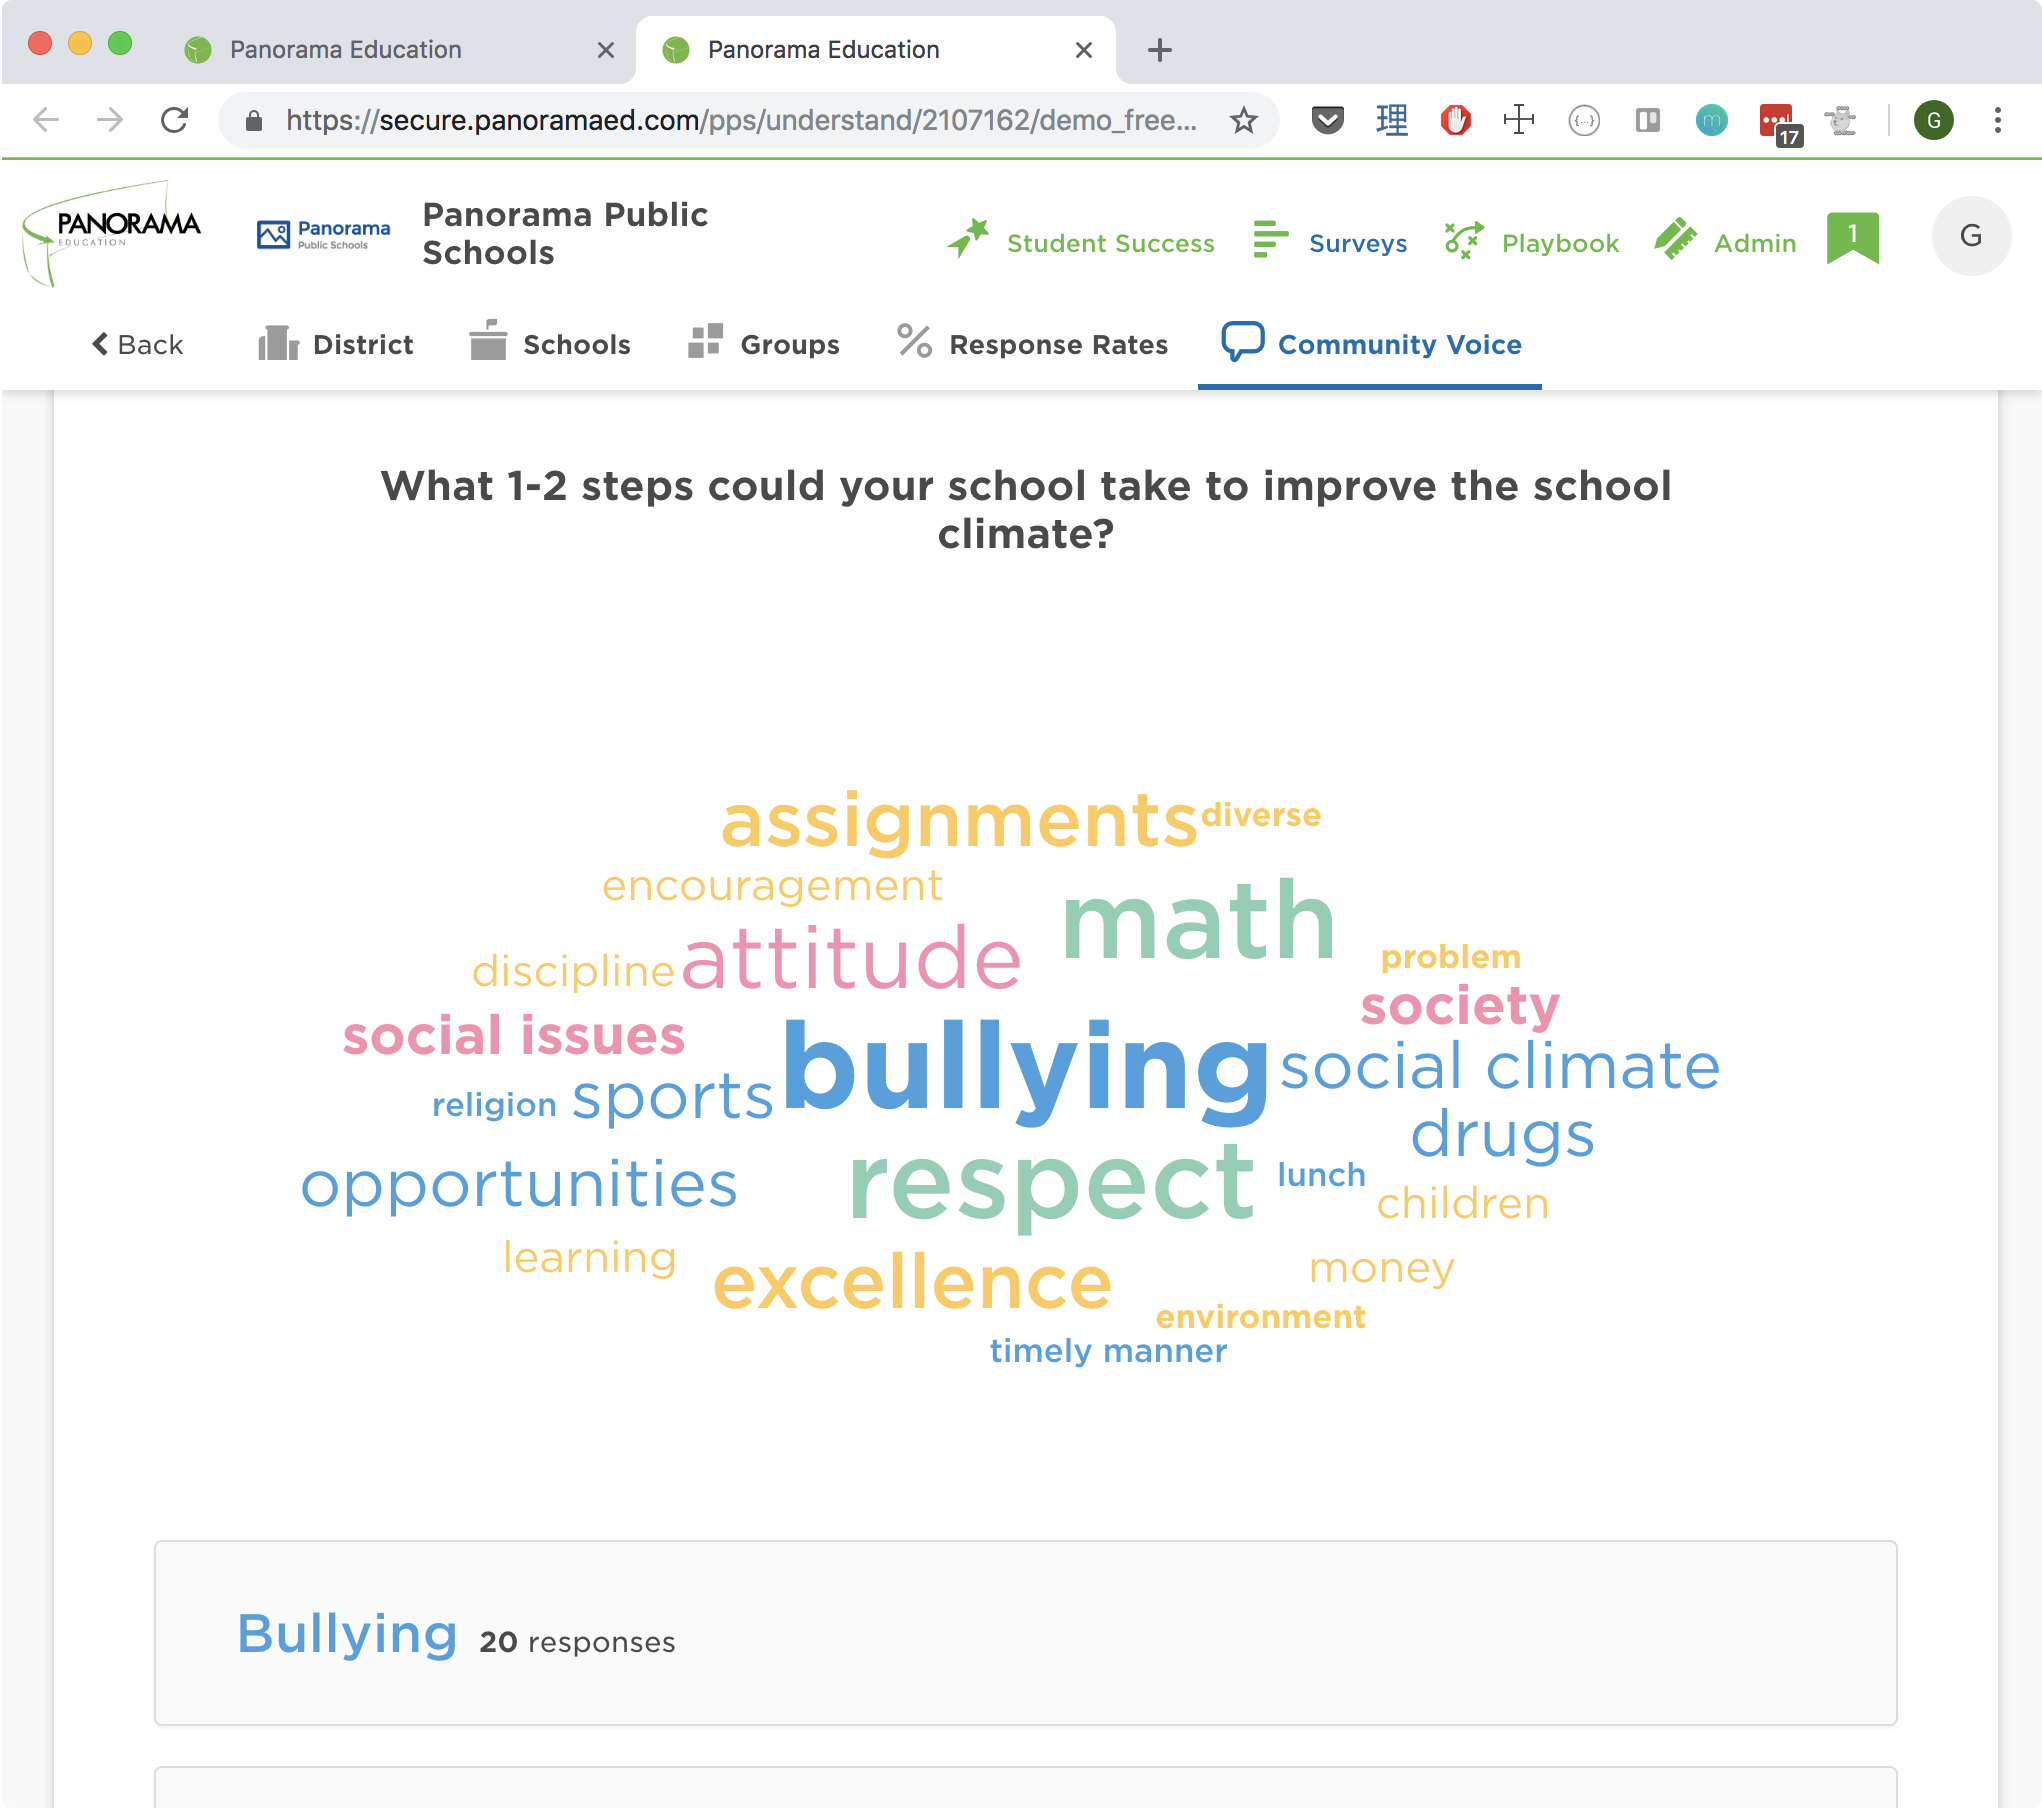 Panorama Education
Panorama Education
https://secure.panoramaed.com/pps/understand/2107162/demo_free...
理
{...}
m
17
G
PANORAMA
EDUCATION
Panorama
Public Schools
Panorama Public
Schools
Student Success
Surveys
Playbook
Admin
1
G
Back
District
Schools
Groups
Response Rates
Community Voice
What 1-2 steps could your school take to improve the school
climate?
assignments
diverse
encouragement
math
attitude
discipline
problem
society
social issues
bullying
social climate
religion
sports
drugs
opportunities
respect
lunch
children
learning
excellence
money
environment
timely manner
Bullying 20 responses